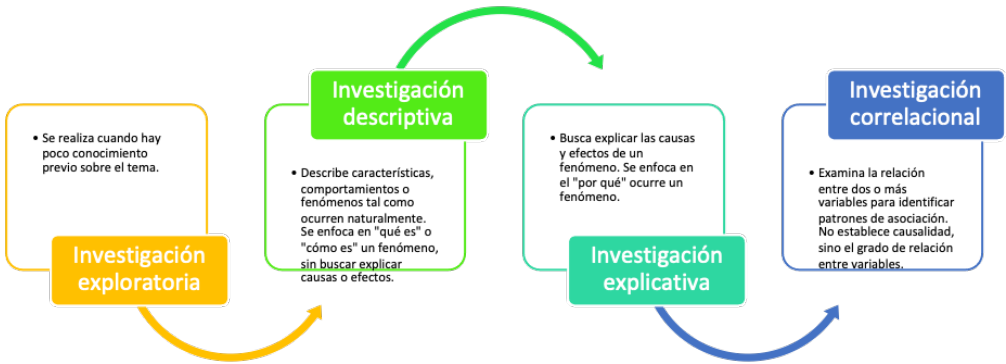 • Se realiza cuando hay
poco conocimiento
previo sobre el tema.
Investigación
exploratoria
Investigación
descriptiva
• Describe características,
comportamientos o
fenómenos tal como
ocurren naturalmente.
Se enfoca en "qué es" o
"cómo es" un fenómeno,
sin buscar explicar
causas o efectos.
• Busca explicar las causas
y efectos de un
fenómeno. Se enfoca en
el "por qué" ocurre un
fenómeno.
Investigación
explicativa
Investigación
correlacional
• Examina la relación
entre dos o más
variables para identificar
patrones de asociación.
No establece causalidad,
sino el grado de relación
entre variables.